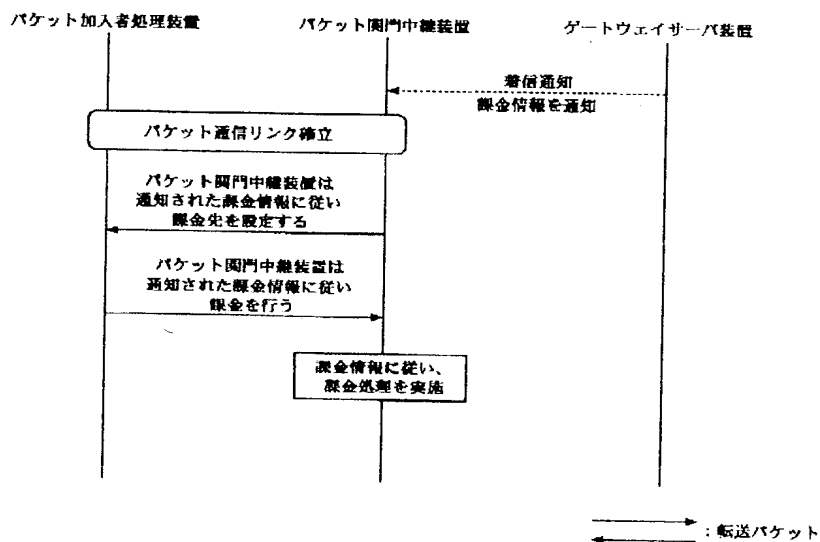 パケット加入者処理装置
パケット関門中継装置
ゲートウェイサーバ装置
着信通知
課金情報を通知
パケット通信リンク確立
パケット関門中継装置は
通知された課金情報に従い
課金先を設定する
パケット関門中継装置は
通知された課金情報に従い
課金を行う
課金情報に従い、
課金処理を実施
：転送パケット